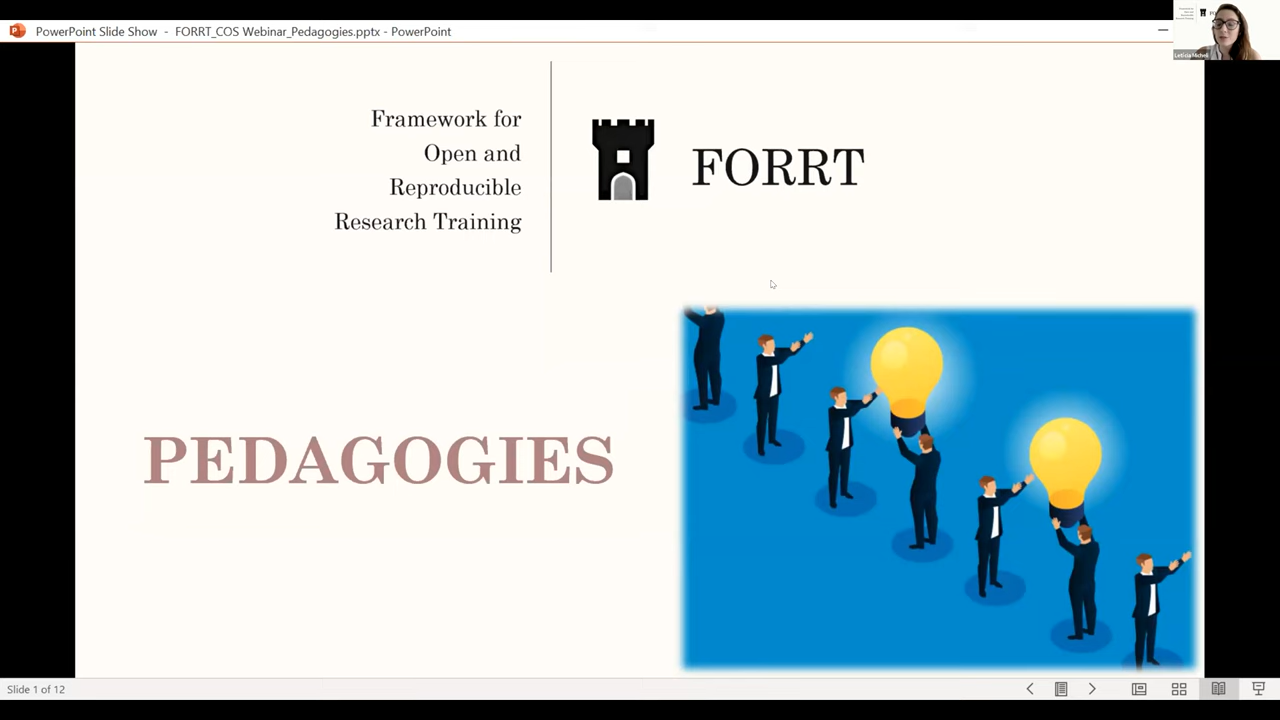 PowerPoint Slide Show - FORRT_COS Webinar_Pedagogies.pptx - PowerPoint
Framework for
Open and
Reproducible
Research Training
FORRT
PEDAGOGIES
Slide 1 of 12